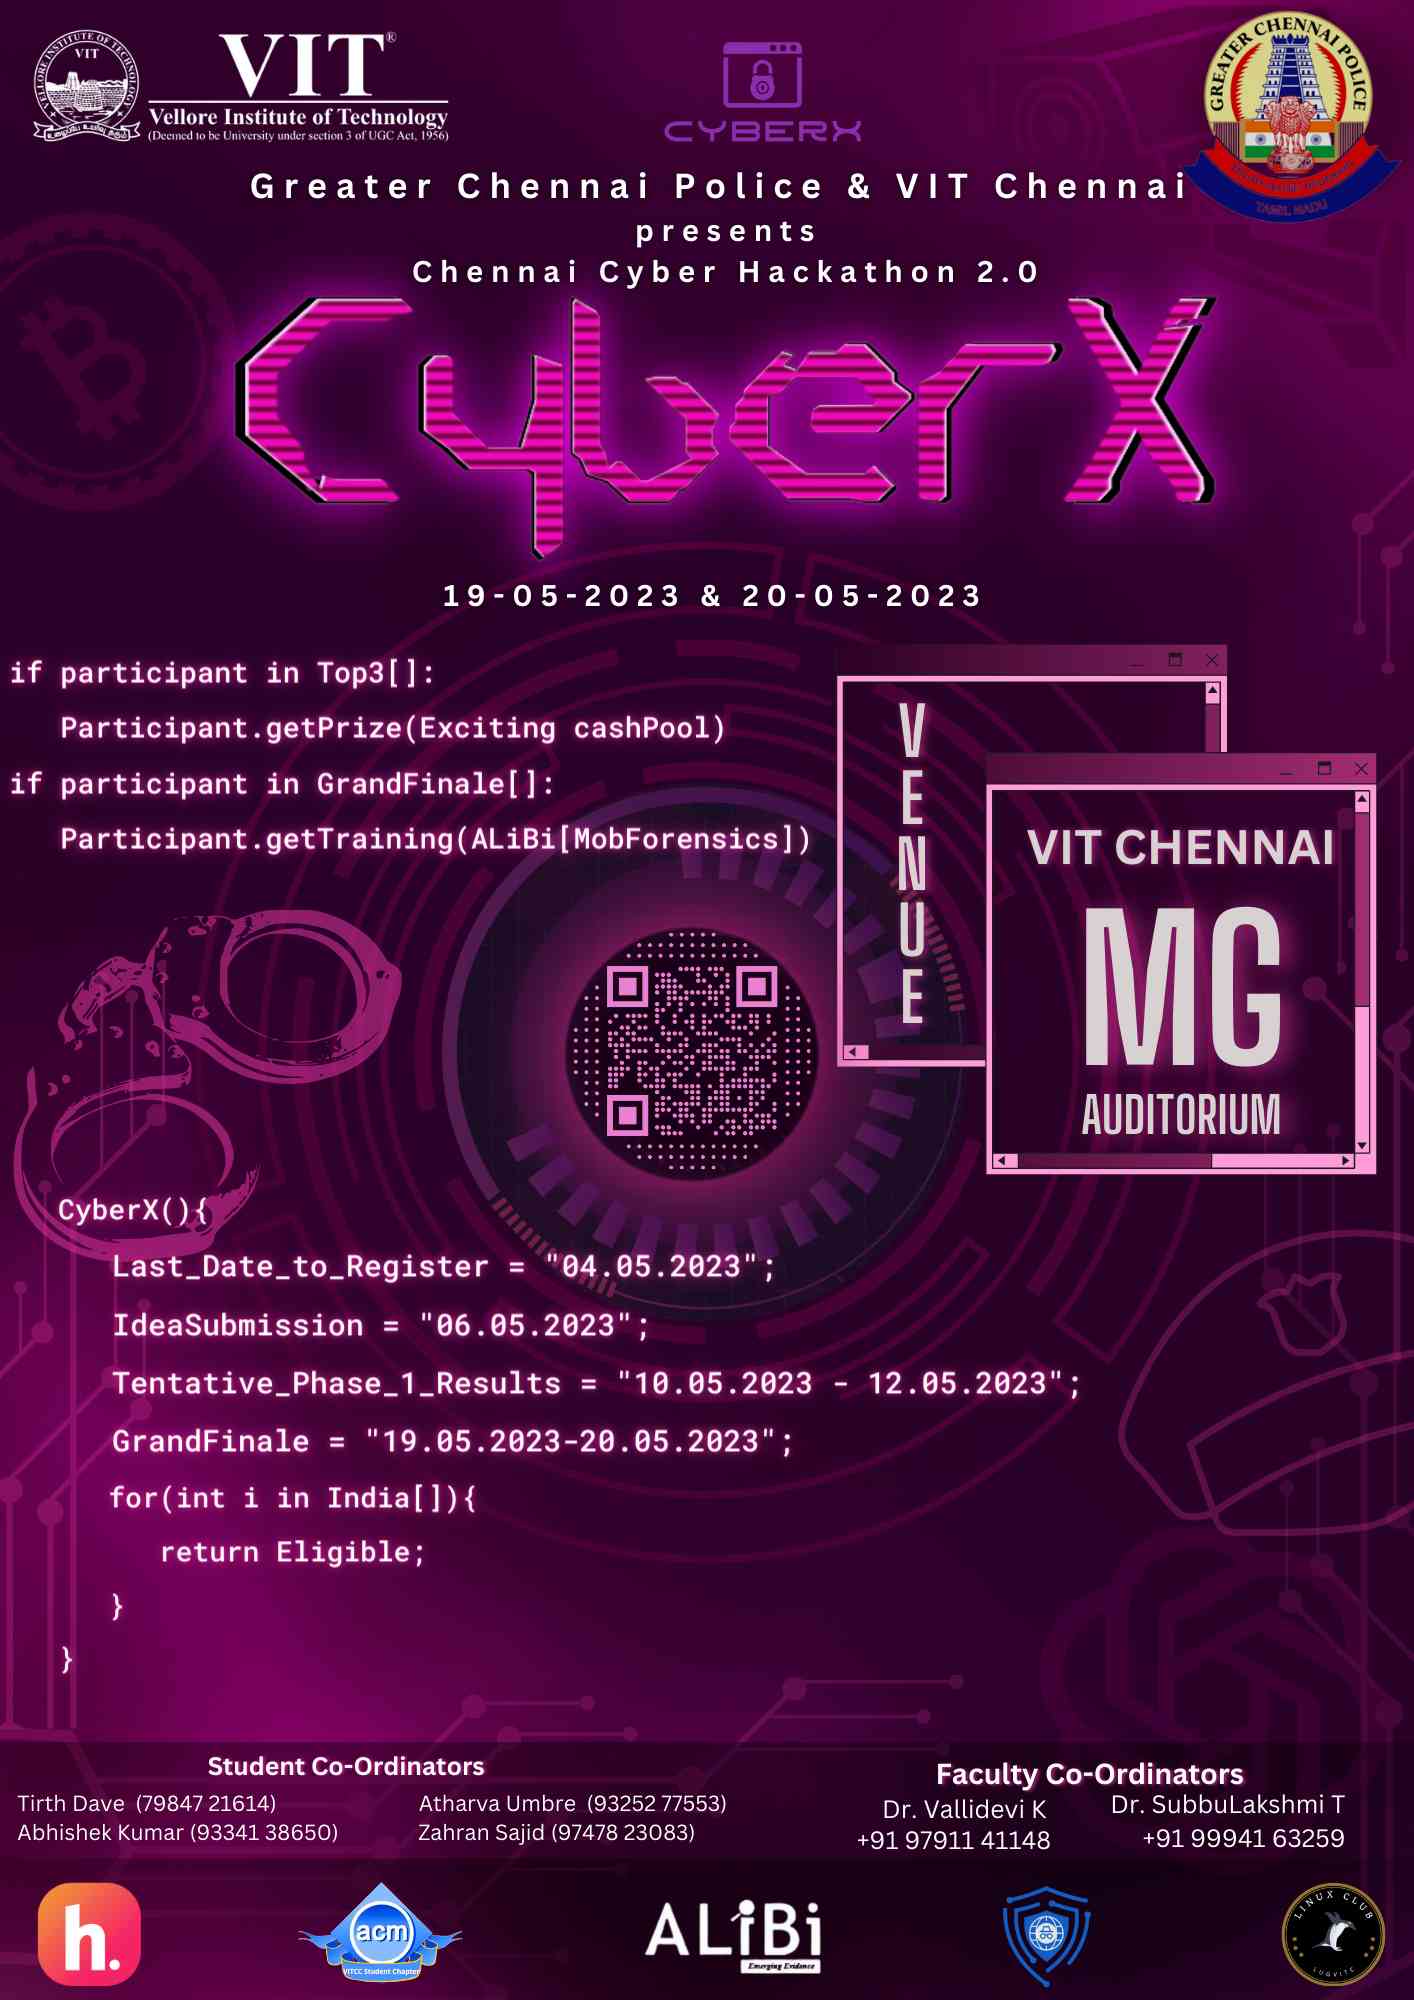 VIT®
Vellore Institute of Technology
(Deemed to be University under section 3 of UGC Act, 1956)
VELLORE INSTITUTE OF TECHNOLOGY
VIT
CYBERX
GREATER CHENNAI POLICE
TAMIL NADU
Greater Chennai Police & VIT Chennai
presents
Chennai Cyber Hackathon 2.0
CyberX
19-05-2023 & 20-05-2023
if participant in Top3[]:
Participant.getPrize(Exciting cashPool)
if participant in GrandFinale[]:
Participant.getTraining(ALiBi[MobForensics])
VENUE
VIT CHENNAI
MG
AUDITORIUM
CyberX(){
Last_Date_to_Register = "04.05.2023";
IdeaSubmission = "06.05.2023";
Tentative_Phase_1_Results = "10.05.2023 - 12.05.2023";
GrandFinale = "19.05.2023-20.05.2023";
for(int i in India[]){
return Eligible;
}
}
Student Co-Ordinators
Tirth Dave (79847 21614)
Abhishek Kumar (93341 38650)
Atharva Umbre (93252 77553)
Zahran Sajid (97478 23083)
Faculty Co-Ordinators
Dr. Vallidevi K
+91 97911 41148
Dr. SubbuLakshmi T
+91 99941 63259
h.
acm
VITCC Student Chapter
ALiBi
Emerging Evidence
LINUX CLUB
LUGVITC